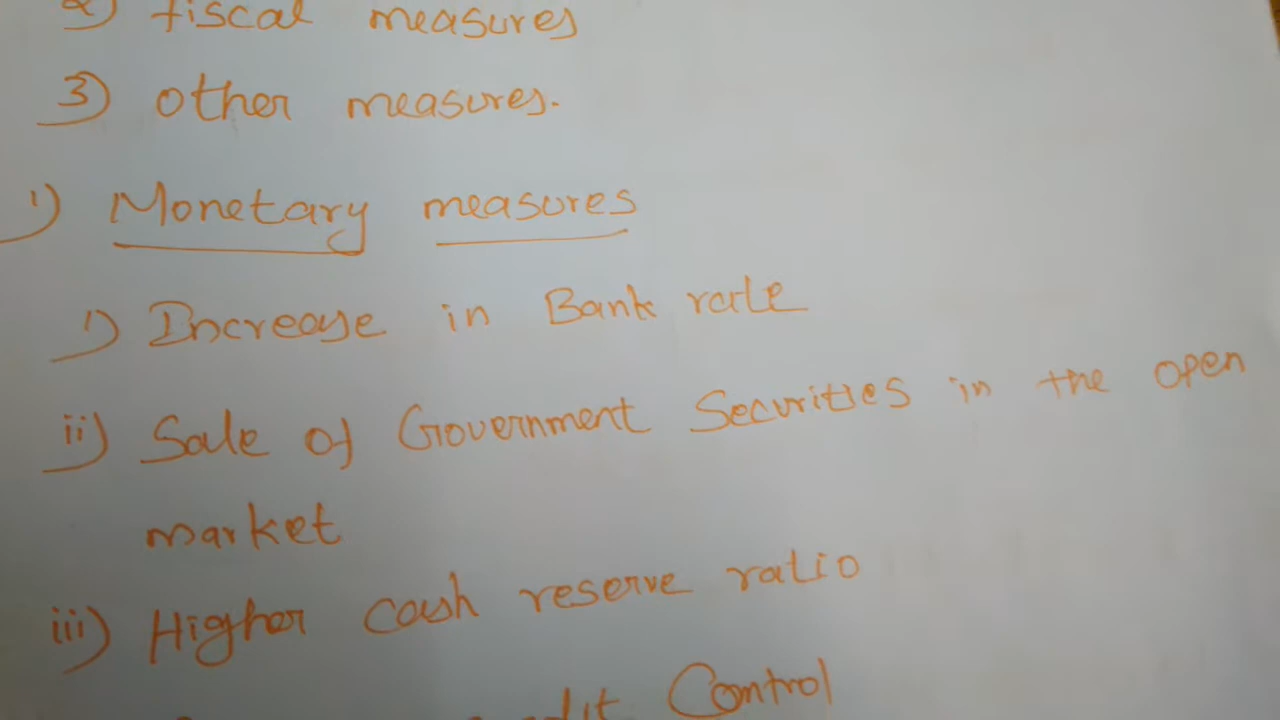 2) fiscal measures
3) other measures.
1) Monetary measures
i) Increase in Bank rate
ii) Sale of Government Securities in the open
market
iii) Higher cash reserve ratio
Control